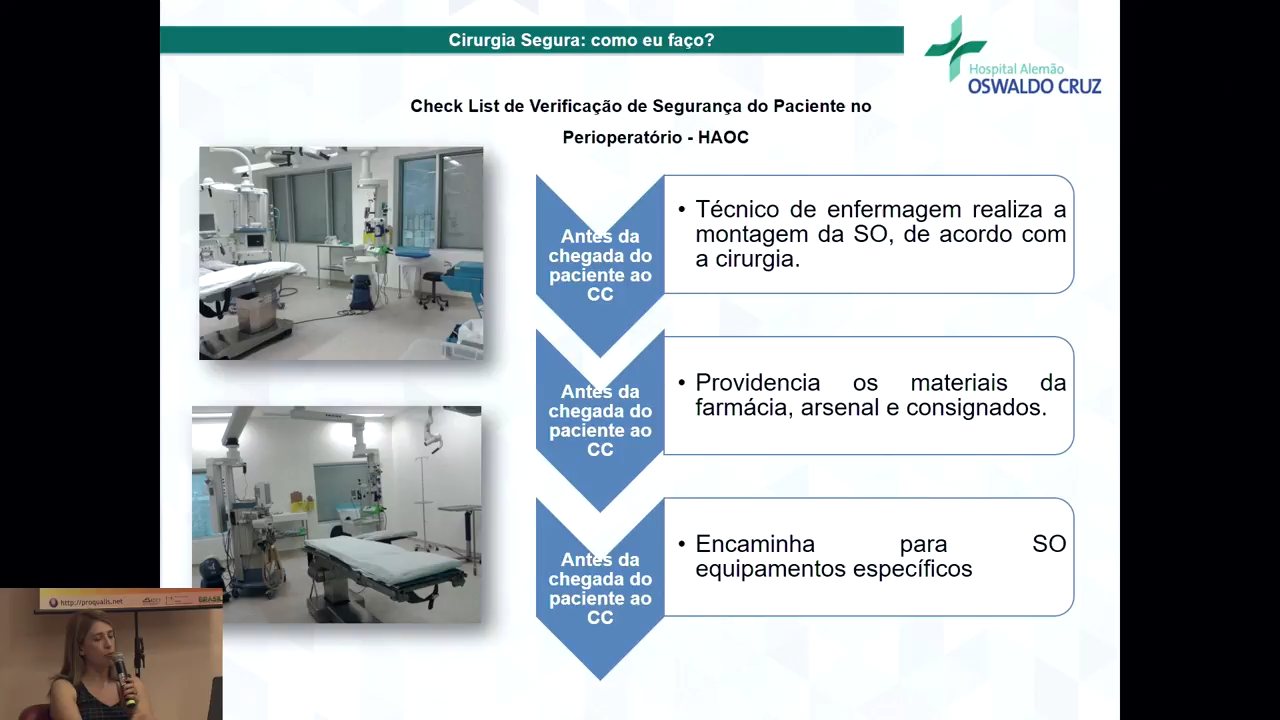 Cirurgia Segura: como eu faço?
Hospital Alemão
OSWALDO CRUZ
Check List de Verificação de Segurança do Paciente no
Perioperatório - HAOC
Antes da
chegada do
paciente ao
CC
• Técnico de enfermagem realiza a
montagem da SO, de acordo com
a cirurgia.
Antes da
chegada do
paciente ao
CC
• Providencia os materiais da
farmácia, arsenal e consignados.
Antes da
chegada do
paciente ao
CC
• Encaminha para SO
equipamentos específicos
http://proqualis.net
BRASIL